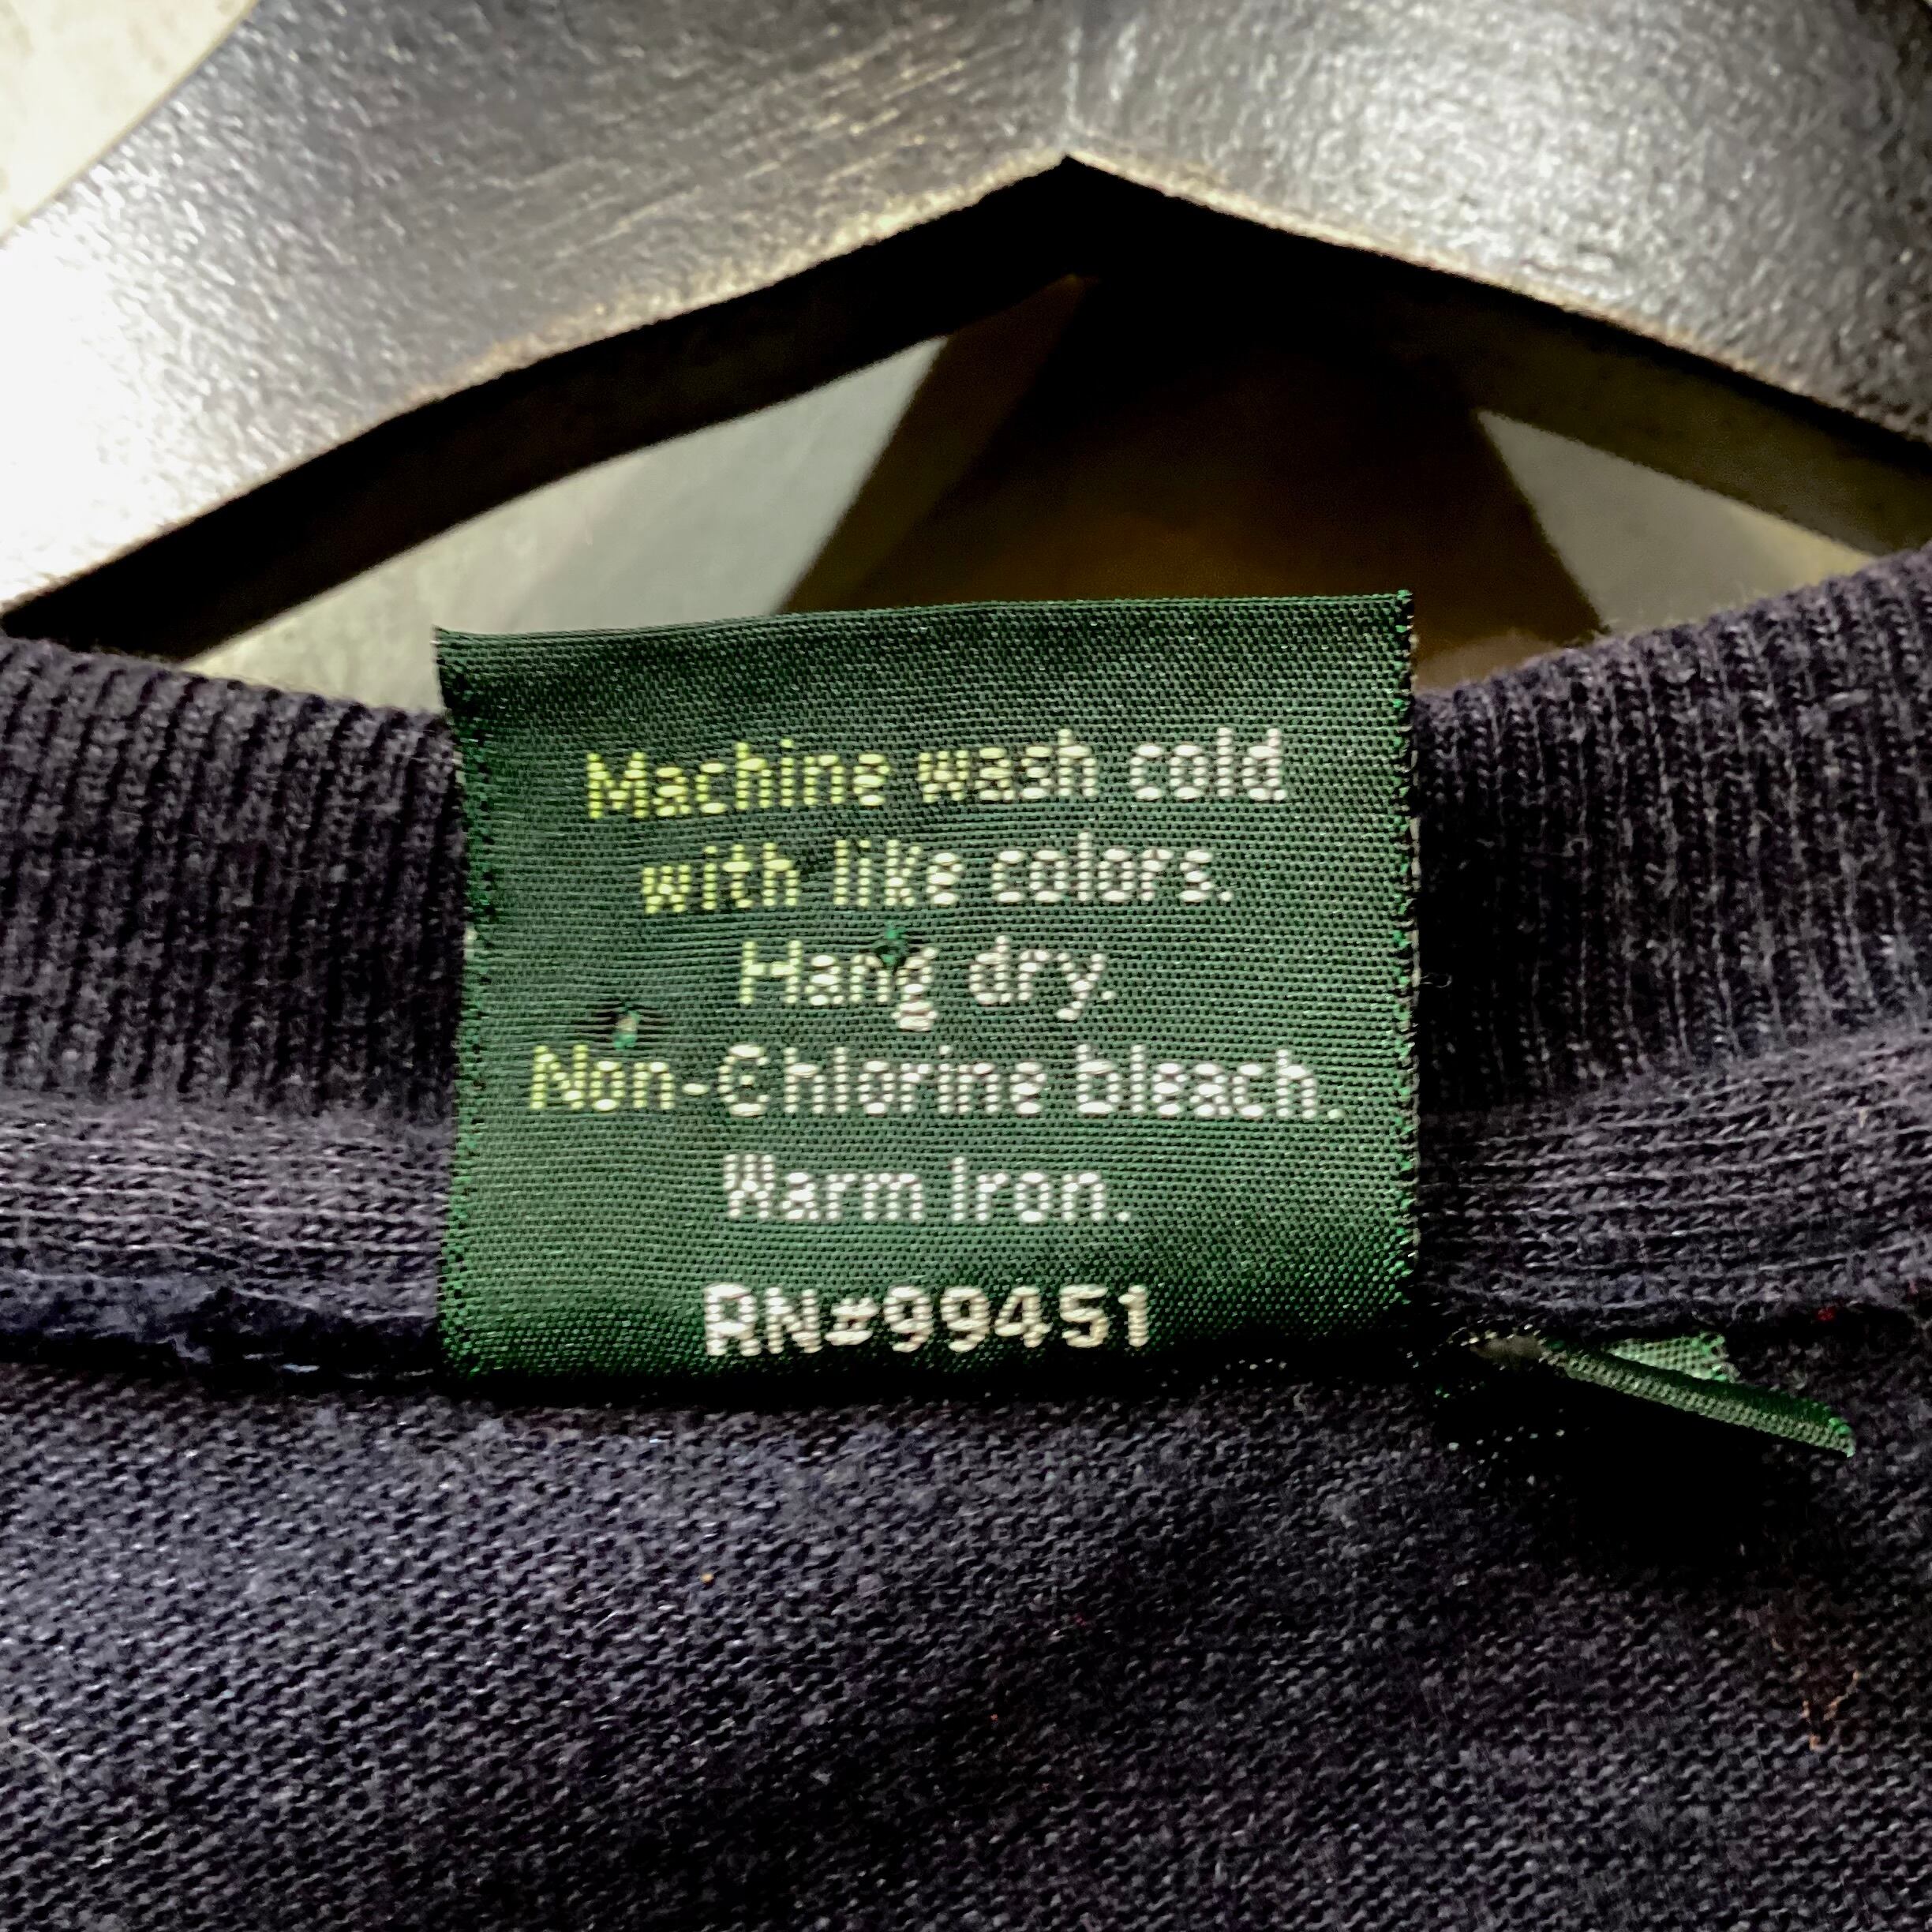 Machine wash cold
with like colors.
Hang dry.
Non-Chlorine bleach.
Warm Iron.
RN#99451